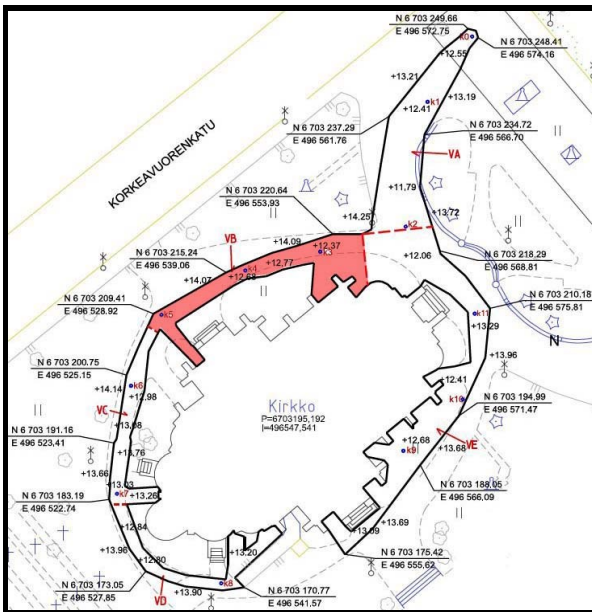 N 6 703 249.66
E 496 572.75
k0
N 6 703 248.41
E 496 574.16
+12.55
+13.21
k1
+12.41
+13.19
KORKEAVUORENKATU
N 6 703 237.29
E 496 561.76
N 6 703 234.72
E 496 566.70
VA
+11.79
N 6 703 220.64
E 496 553,93
+14.25
k2
+13.72
VB
+14.09
+12.37
N 6 703 215,24
E 496 539.06
k4
+12.77
+12.06
N 6 703 218.29
E 496 568.81
+14.07
+12.68
N 6 703 209.41
E 496 528.92
k5
N 6 703 210.18
E 496 575.81
k11
+13.29
N
N 6 703 200.75
E 496 525.15
+13.96
+14.14
k6
+12.98
+12.41
VC
Kirkko
P=6703195,192
I=496547,541
k10
N 6 703 194,99
E 496 571,47
+13.08
N 6 703 191.16
E 496 523,41
+13.76
+12.68
VE
k9
+13.68
+13.66
+13.03
N 6 703 188.05
E 496 566,09
N 6 703 183,19
E 496 522,74
k7
+13.26
+12.84
+13.69
+13.09
+13.96
+13.20
N 6 703 175.42
E 496 555,62
+12.80
N 6 703 173.05
E 496 527,85
k8
N 6 703 170.77
E 496 541,57
VD
+13.90